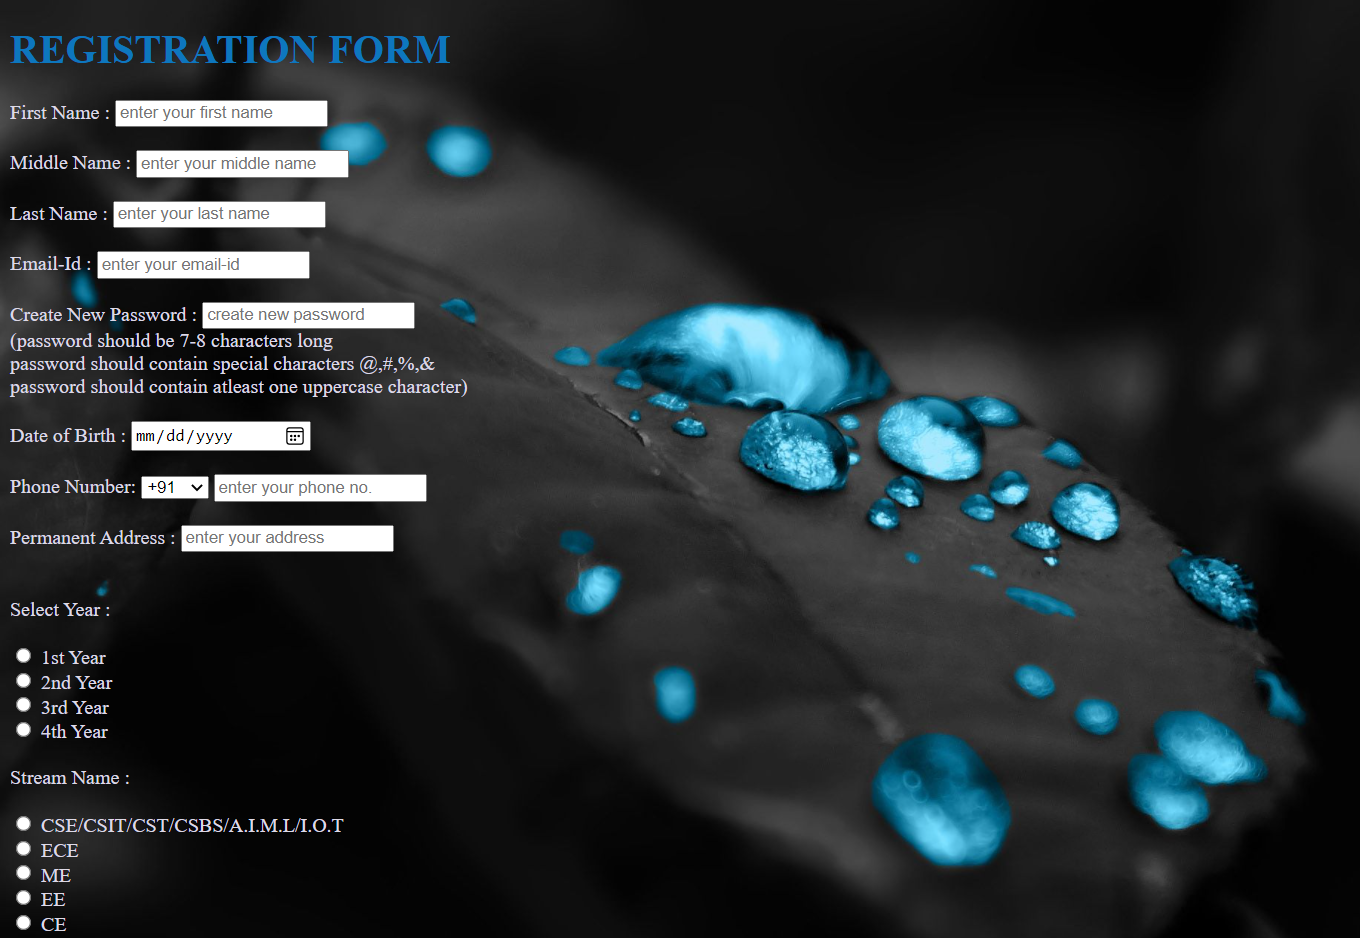 REGISTRATION FORM
First Name : enter your first name
Middle Name : enter your middle name
Last Name : enter your last name
Email-Id : enter your email-id
Create New Password : create new password
(password should be 7-8 characters long
password should contain special characters @,#,%,&
password should contain atleast one uppercase character)
Date of Birth : mm/dd/yyyy
Phone Number: +91 enter your phone no.
Permanent Address : enter your address
Select Year :
1st Year
2nd Year
3rd Year
4th Year
Stream Name :
CSE/CSIT/CST/CSBS/A.I.M.L/I.O.T
ECE
ME
EE
CE